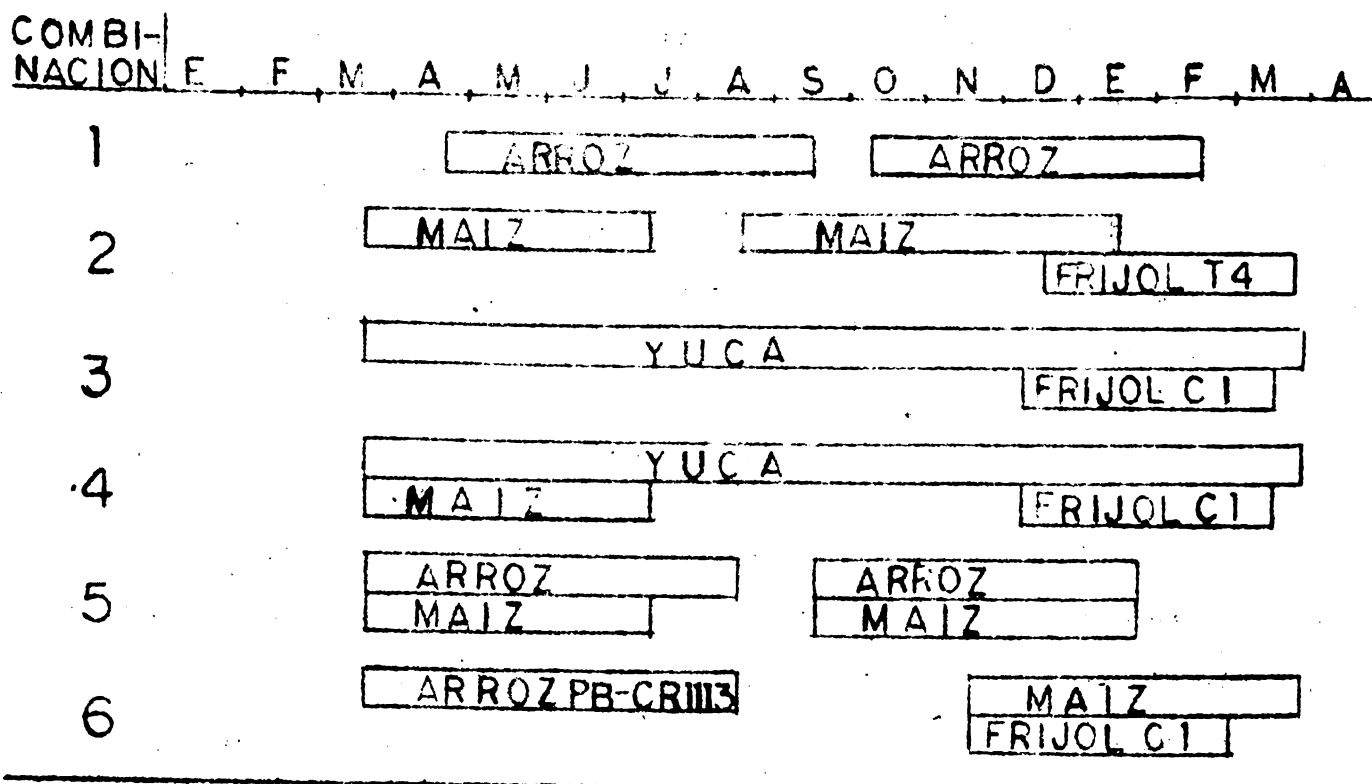 COMBI-
NACION E F M A M J J A S O N D E F M A
1 ARROZ ARROZ
2 MAIZ MAIZ
FRIJOL T4
3 YUCA
FRIJOL C1
4 YUCA
MAIZ FRIJOL C1
5 ARROZ ARROZ
MAIZ MAIZ
6 ARROZ PB-CR1113 MAIZ
FRIJOL C1